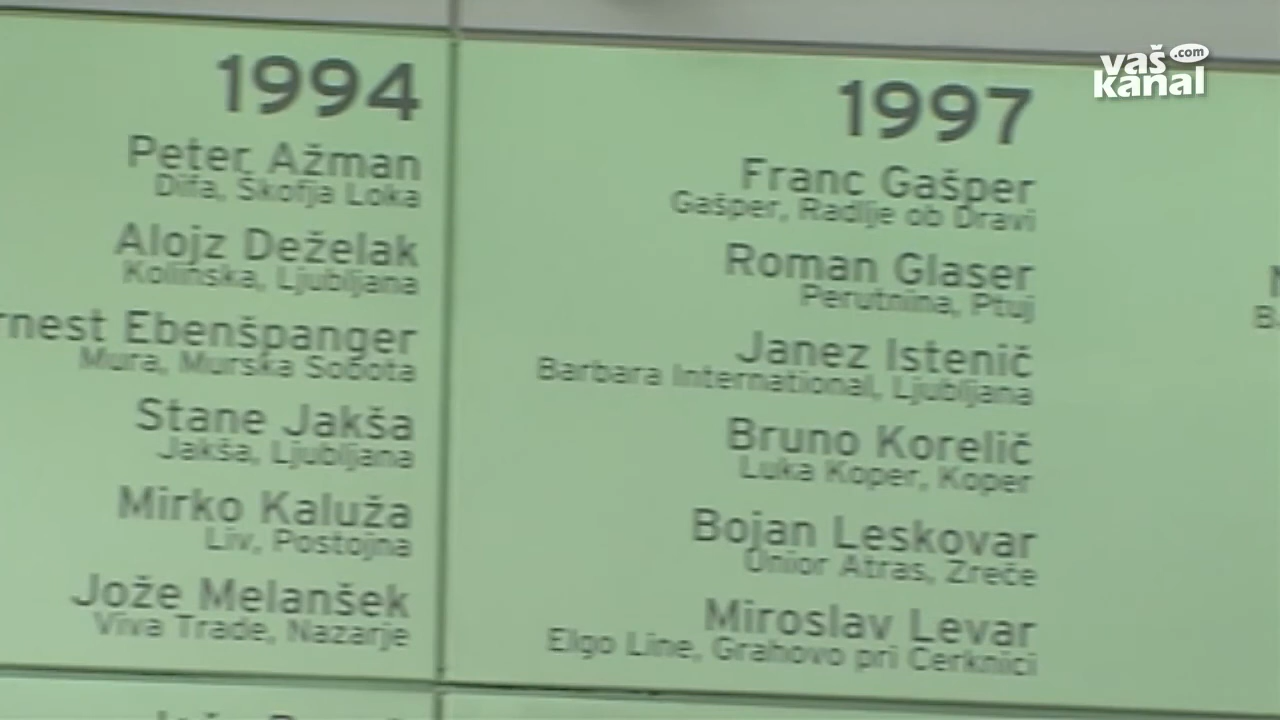 vaš .com
kanal
1994
Peter Ažman
Difa, Škofja Loka
Alojz Deželak
Kolinska, Ljubljana
rnest Ebenšpanger
Mura, Murska Sobota
Stane Jakša
Jakša, Ljubljana
Mirko Kaluža
Liv, Postojna
Jože Melanšek
Viva Trade, Nazarje
1997
Franc Gašper
Gašper, Radlje ob Dravi
Roman Glaser
Perutnina, Ptuj
Janez Istenič
Barbara International, Ljubljana
Bruno Korelič
Luka Koper, Koper
Bojan Leskovar
Unior Atras, Zreče
Miroslav Levar
Elgo Line, Grahovo pri Cerknici